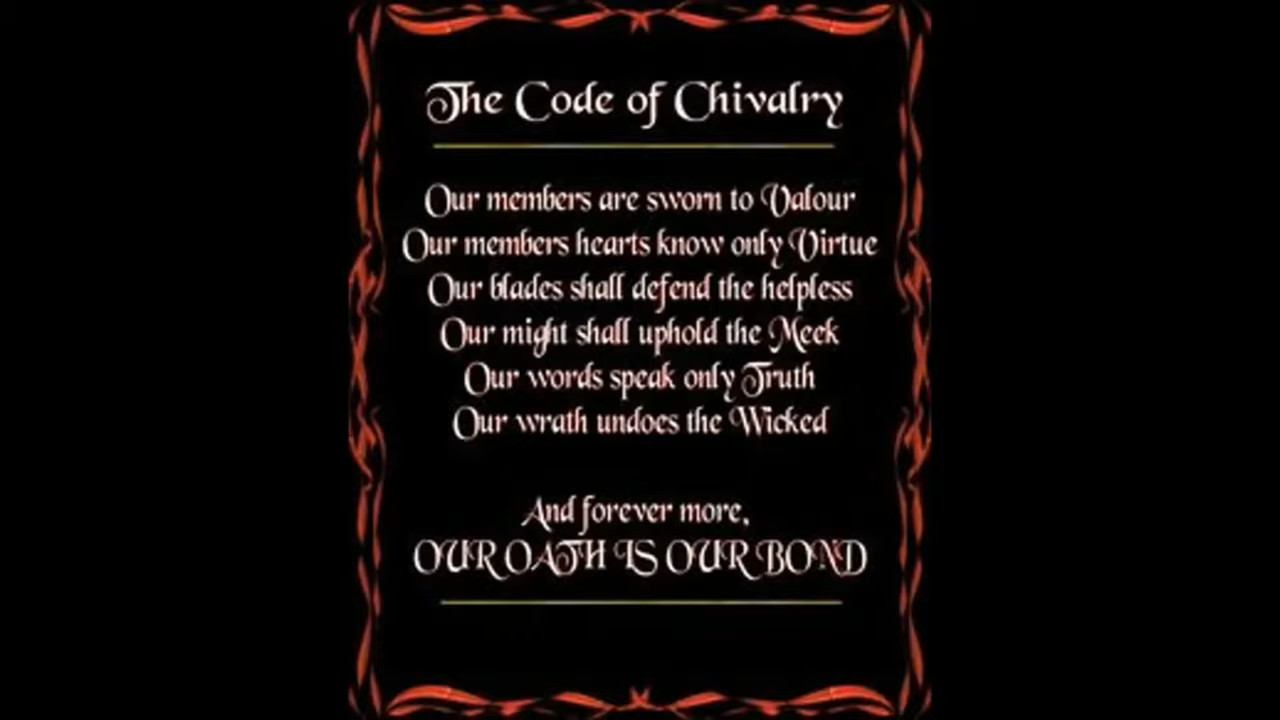 The Code of Chivalry
Our members are sworn to Valour
Our members hearts know only Virtue
Our blades shall defend the helpless
Our might shall uphold the Meek
Our words speak only Truth
Our wrath undoes the Wicked
And forever more,
OUR OATH IS OUR BOND